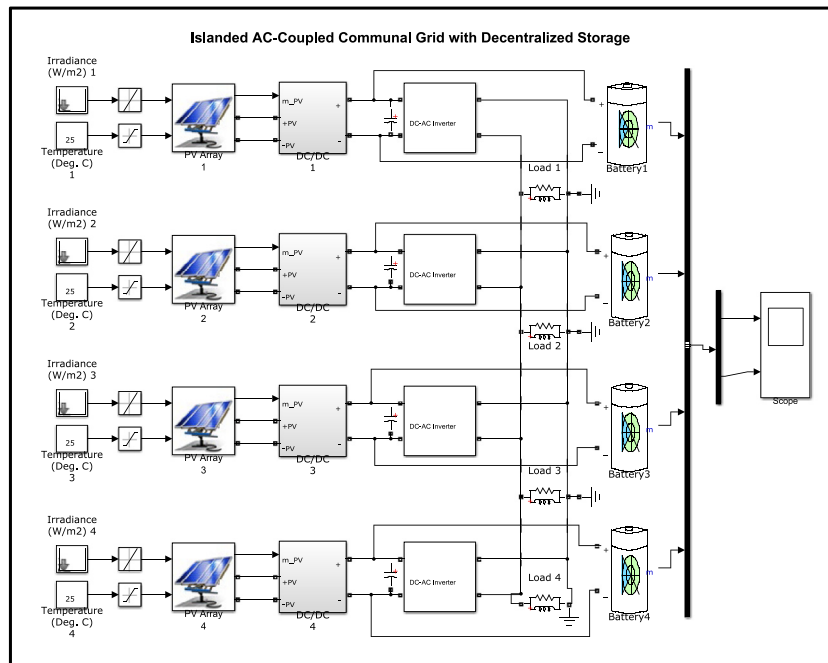 Islanded AC-Coupled Communal Grid with Decentralized Storage
Irradiance
(W/m2) 1
25
Temperature
(Deg. C)
1
PV Array
1
m_PV
+PV
−PV
+
-
DC/DC
1
+
DC-AC Inverter
Load 1
+
−
m
Battery1
Irradiance
(W/m2) 2
25
Temperature
(Deg. C)
2
PV Array
2
m_PV
+PV
−PV
+
-
DC/DC
2
+
DC-AC Inverter
Load 2
+
−
m
Battery2
Irradiance
(W/m2) 3
25
Temperature
(Deg. C)
3
PV Array
3
m_PV
+PV
−PV
+
-
DC/DC
3
+
DC-AC Inverter
Load 3
+
−
m
Battery3
Irradiance
(W/m2) 4
25
Temperature
(Deg. C)
4
PV Array
4
m_PV
+PV
−PV
+
-
DC/DC
4
+
DC-AC Inverter
Load 4
+
−
m
Battery4
Scope